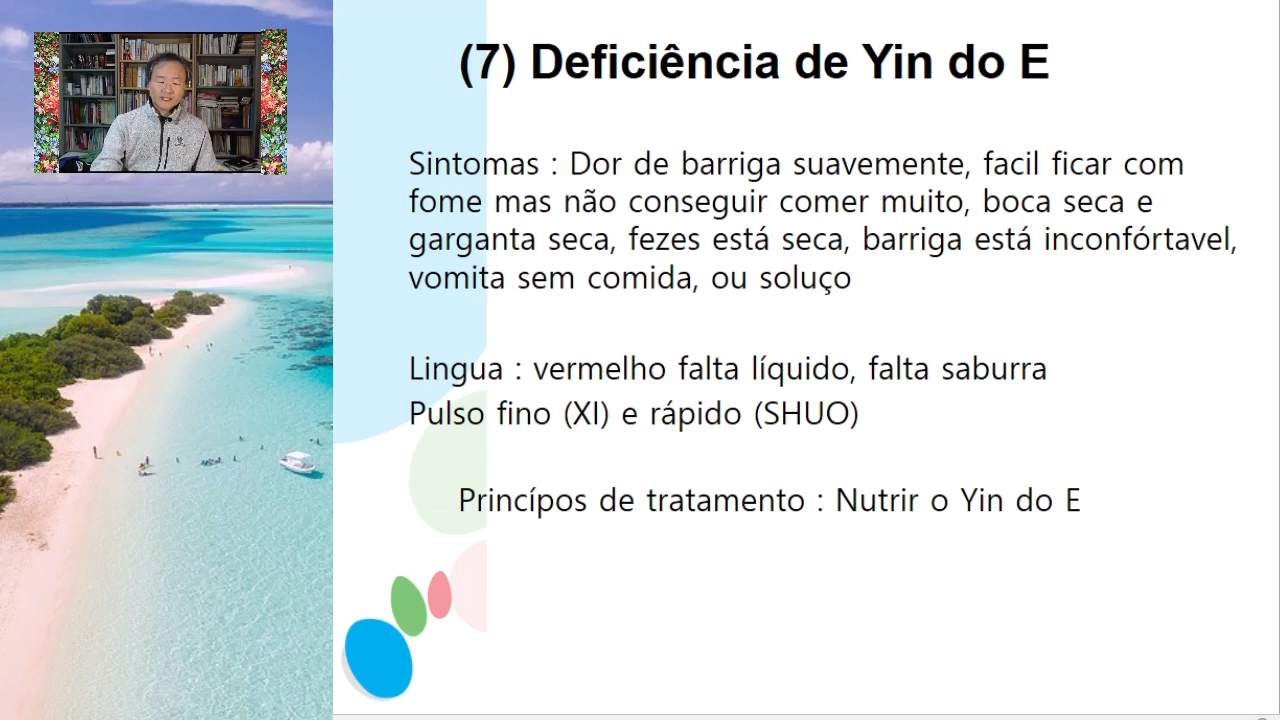 (7) Deficiência de Yin do E
Sintomas : Dor de barriga suavemente, facil ficar com
fome mas não conseguir comer muito, boca seca e
garganta seca, fezes está seca, barriga está inconfórtavel,
vomita sem comida, ou soluço
Lingua : vermelho falta líquido, falta saburra
Pulso fino (XI) e rápido (SHUO)
Princípos de tratamento : Nutrir o Yin do E